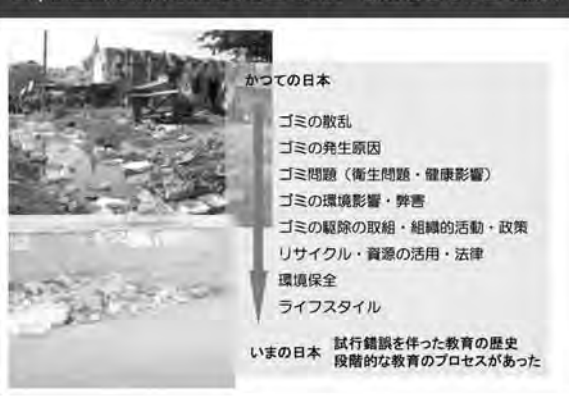 かつての日本
ゴミの散乱
ゴミの発生原因
ゴミ問題（衛生問題・健康影響）
ゴミの環境影響・弊害
ゴミの駆除の取組・組織的活動・政策
リサイクル・資源の活用・法律
環境保全
ライフスタイル
いまの日本 試行錯誤を伴った教育の歴史
段階的な教育のプロセスがあった